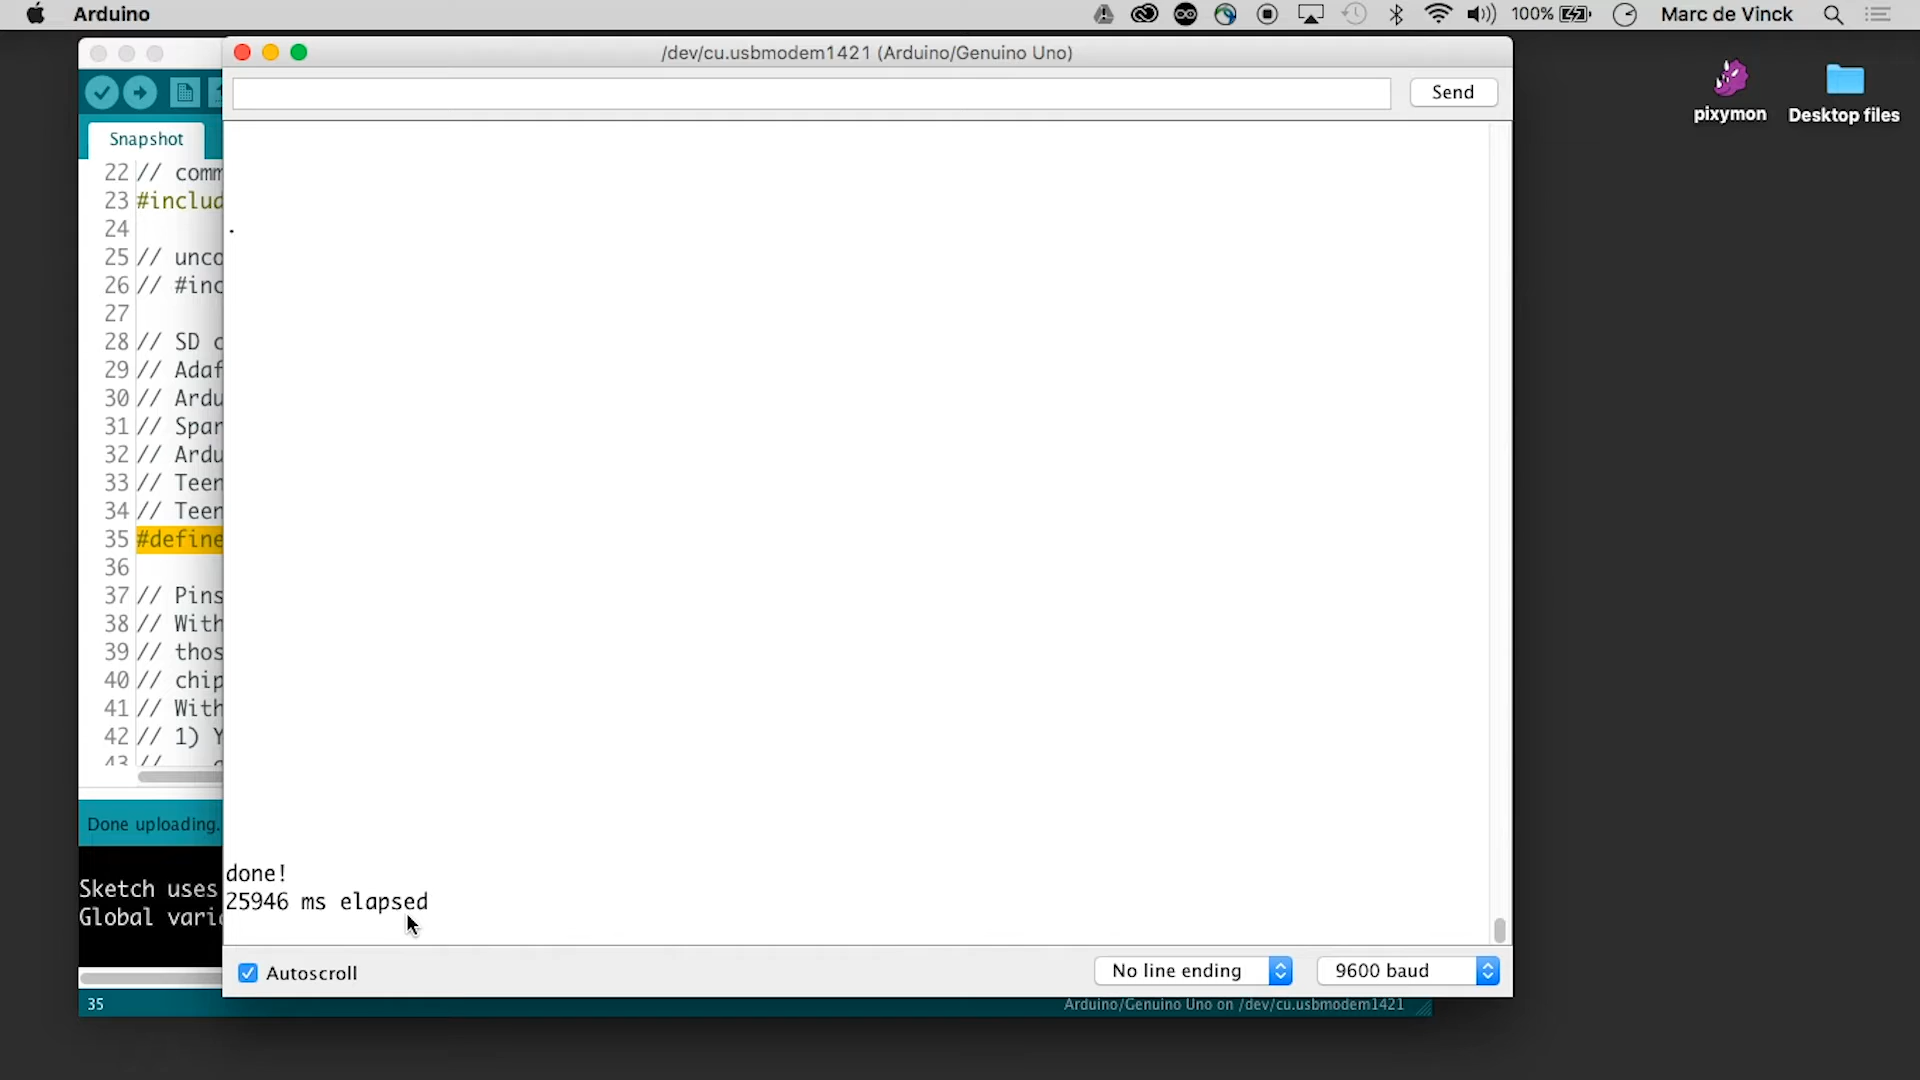 Arduino
100%
Marc de Vinck
/dev/cu.usbmodem1421 (Arduino/Genuino Uno)
Send
pixymon
Desktop files
Snapshot
22 // comm
23 #includ
24
.
25 // unco
26 // #inc
27
28 // SD c
29 // Adaf
30 // Ardu
31 // Spar
32 // Ardu
33 // Teen
34 // Teen
35 #define
36
37 // Pins
38 // With
39 // thos
40 // chip
41 // With
42 // 1) Y
43 //
Done uploading.
Sketch uses
Global varia
done!
25946 ms elapsed
Autoscroll
No line ending
9600 baud
35
Arduino/Genuino Uno on /dev/cu.usbmodem1421